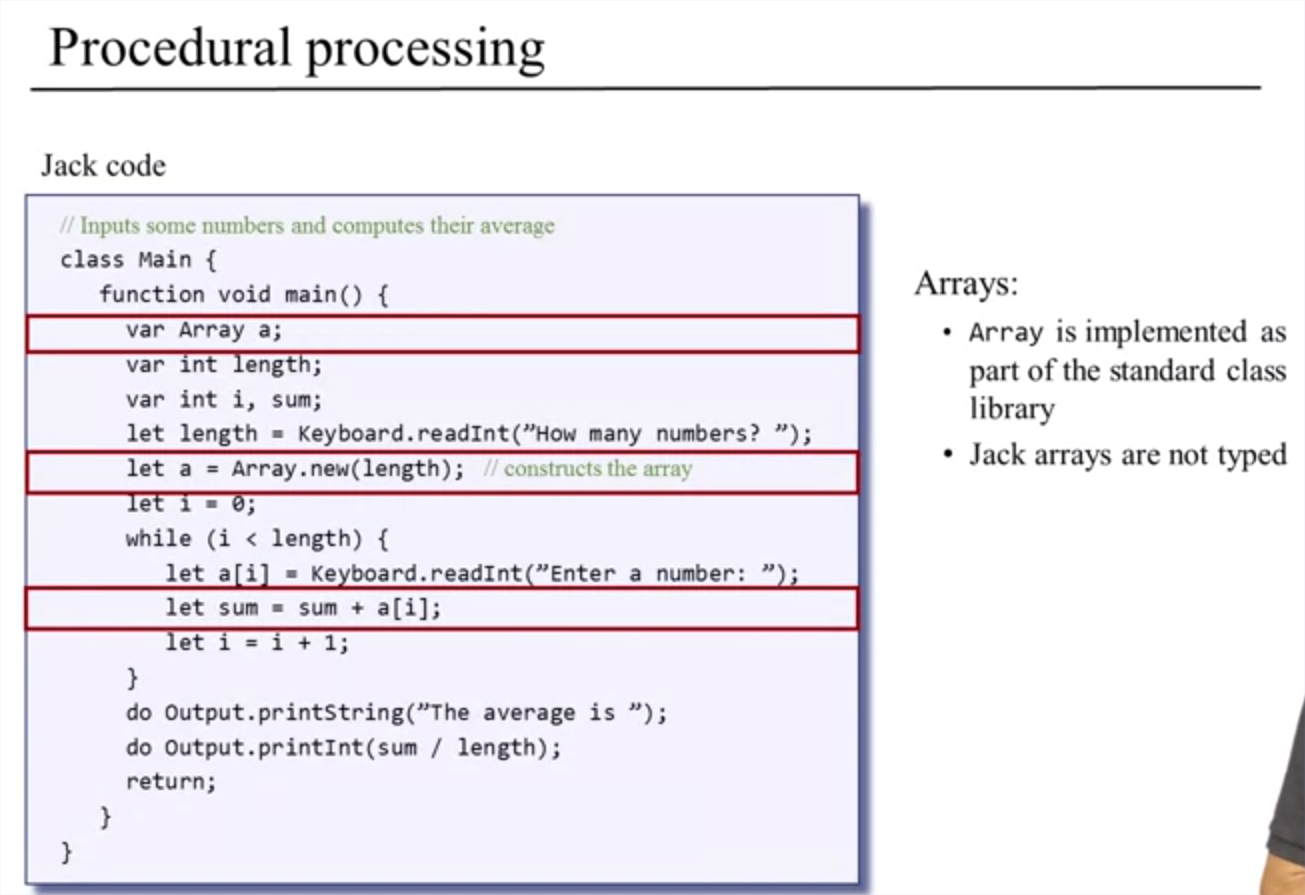 Procedural processing
Jack code
// Inputs some numbers and computes their average
class Main {
function void main() {
var Array a;
var int length;
var int i, sum;
let length = Keyboard.readInt(”How many numbers? ”);
let a = Array.new(length); // constructs the array
let i = 0;
while (i < length) {
let a[i] = Keyboard.readInt(”Enter a number: ”);
let sum = sum + a[i];
let i = i + 1;
}
do Output.printString(”The average is ”);
do Output.printInt(sum / length);
return;
}
}
Arrays:
• Array is implemented as
part of the standard class
library
• Jack arrays are not typed